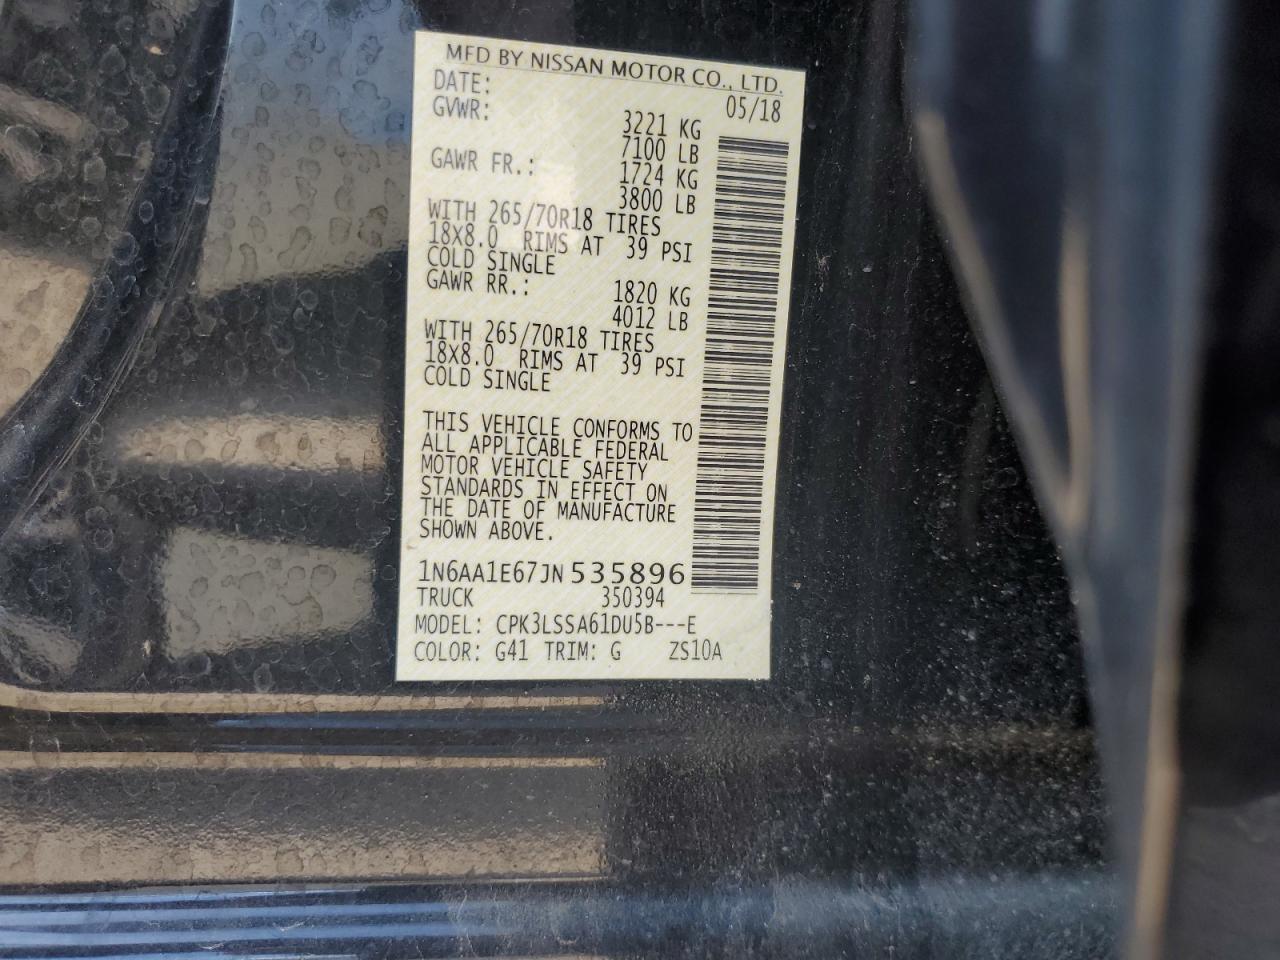 MFD BY NISSAN MOTOR CO., LTD.
DATE: 05/18
GVWR: 3221 KG
7100 LB
GAWR FR.: 1724 KG
3800 LB
WITH 265/70R18 TIRES
18X8.0 RIMS AT 39 PSI
COLD SINGLE
GAWR RR.: 1820 KG
4012 LB
WITH 265/70R18 TIRES
18X8.0 RIMS AT 39 PSI
COLD SINGLE
THIS VEHICLE CONFORMS TO
ALL APPLICABLE FEDERAL
MOTOR VEHICLE SAFETY
STANDARDS IN EFFECT ON
THE DATE OF MANUFACTURE
SHOWN ABOVE.
1N6AA1E67JN535896
TRUCK 350394
MODEL: CPK3LSSA61DU5B---E
COLOR: G41 TRIM: G ZS10A